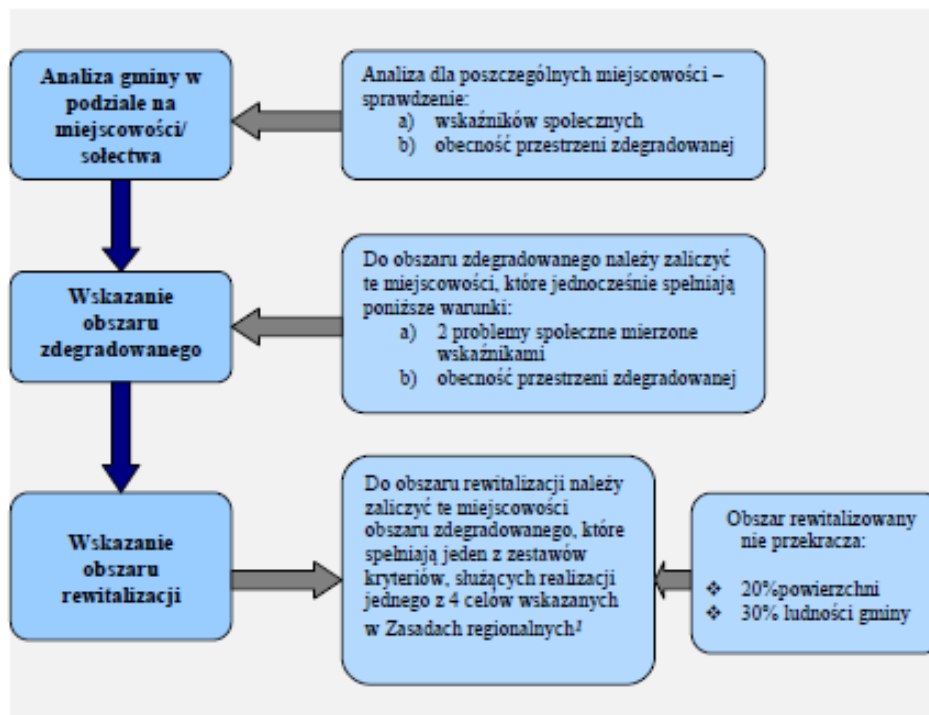 Analiza gminy w
podziale na
miejscowości/
sołectwa
Analiza dla poszczególnych miejscowości –
sprawdzenie:
a) wskaźników społecznych
b) obecność przestrzeni zdegradowanej
Wskazanie
obszaru
zdegradowanego
Do obszaru zdegradowanego należy zaliczyć
te miejscowości, które jednocześnie spełniają
poniższe warunki:
a) 2 problemy społeczne mierzone
wskaźnikami
b) obecność przestrzeni zdegradowanej
Wskazanie
obszaru
rewitalizacji
Do obszaru rewitalizacji należy
zaliczyć te miejscowości
obszaru zdegradowanego, które
spełniają jeden z zestawów
kryteriów, służących realizacji
jednego z 4 celów wskazanych
w Zasadach regionalnych¹
Obszar rewitalizowany
nie przekracza:
❖ 20%powierzchni
❖ 30% ludności gminy